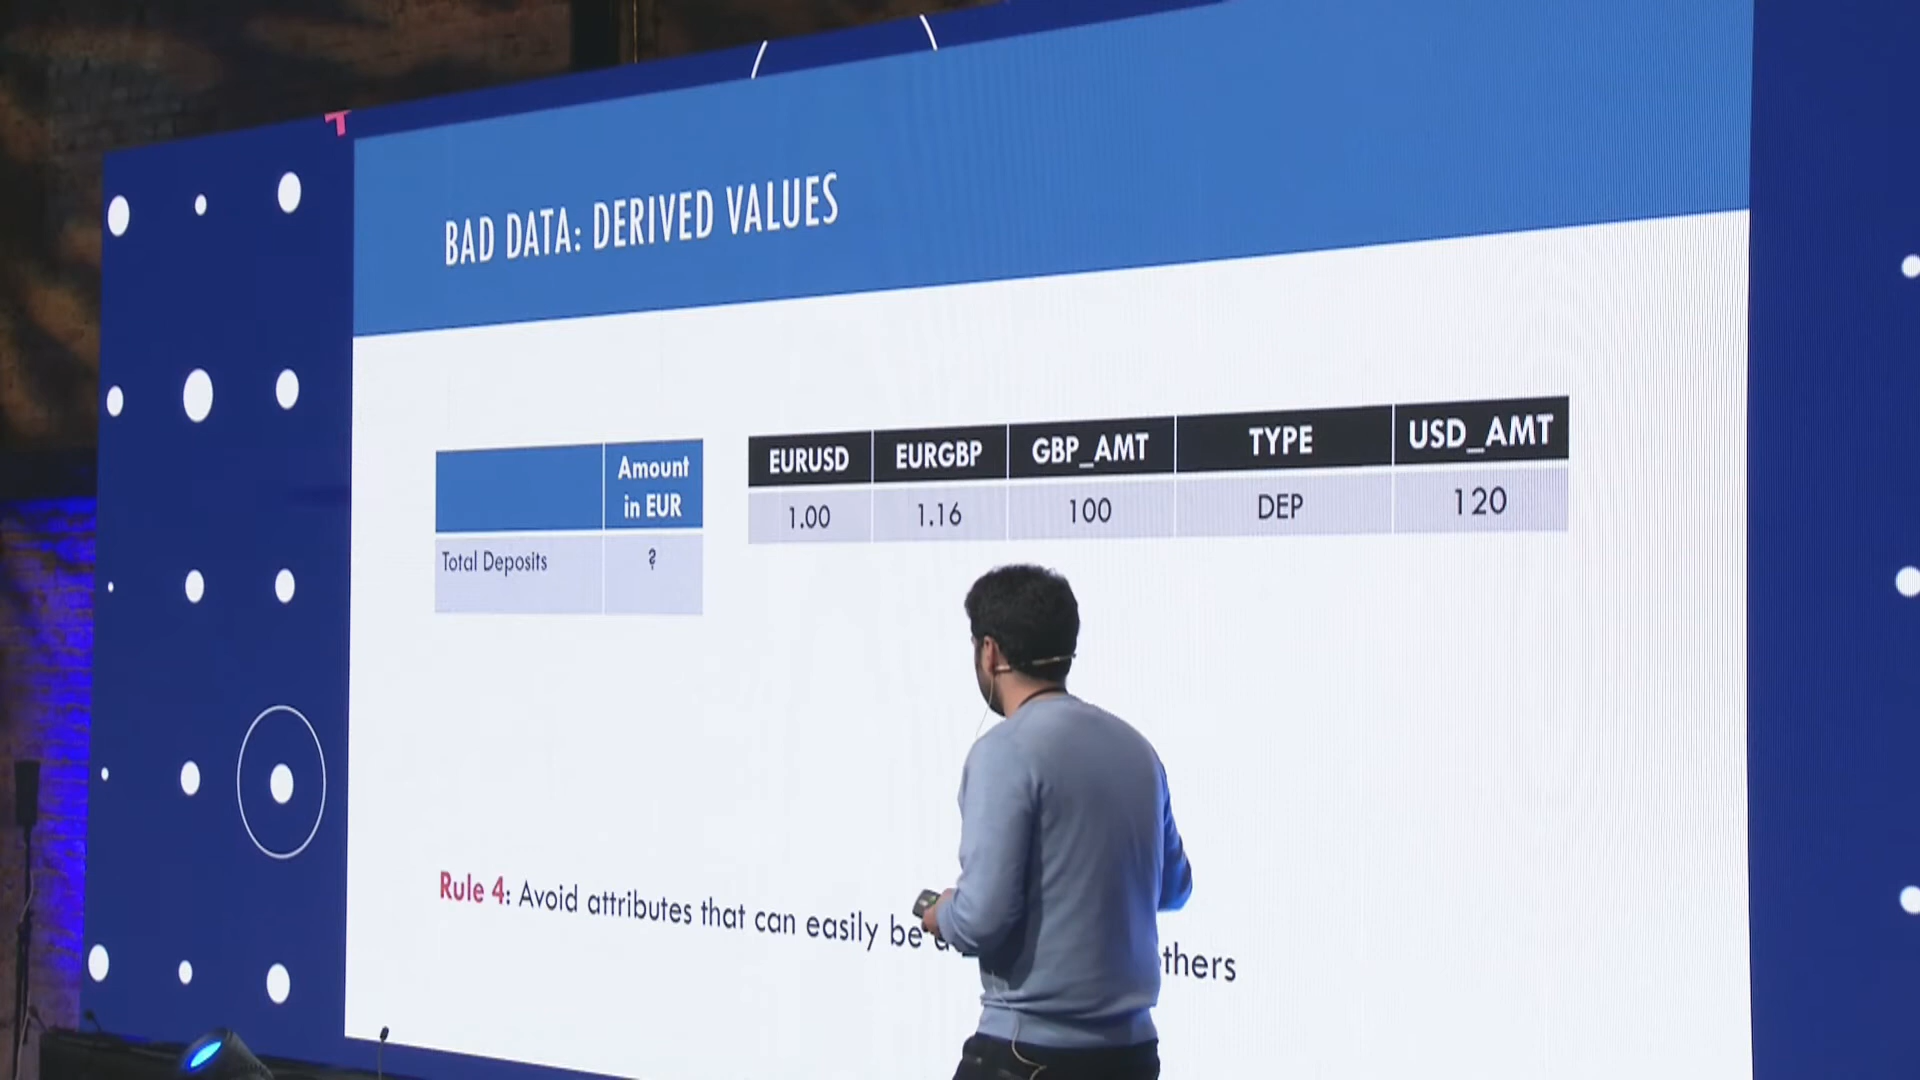 BAD DATA: DERIVED VALUES
Amount
in EUR
Total Deposits ?
EURUSD EURGBP GBP_AMT TYPE USD_AMT
1.00 1.16 100 DEP 120
Rule 4: Avoid attributes that can easily be